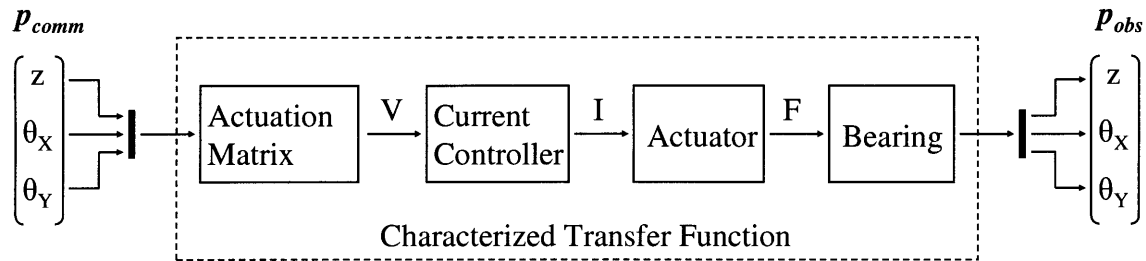 p_comm
p_obs
z
θ_X
θ_Y
Actuation
Matrix
V
Current
Controller
I
Actuator
F
Bearing
z
θ_X
θ_Y
Characterized Transfer Function